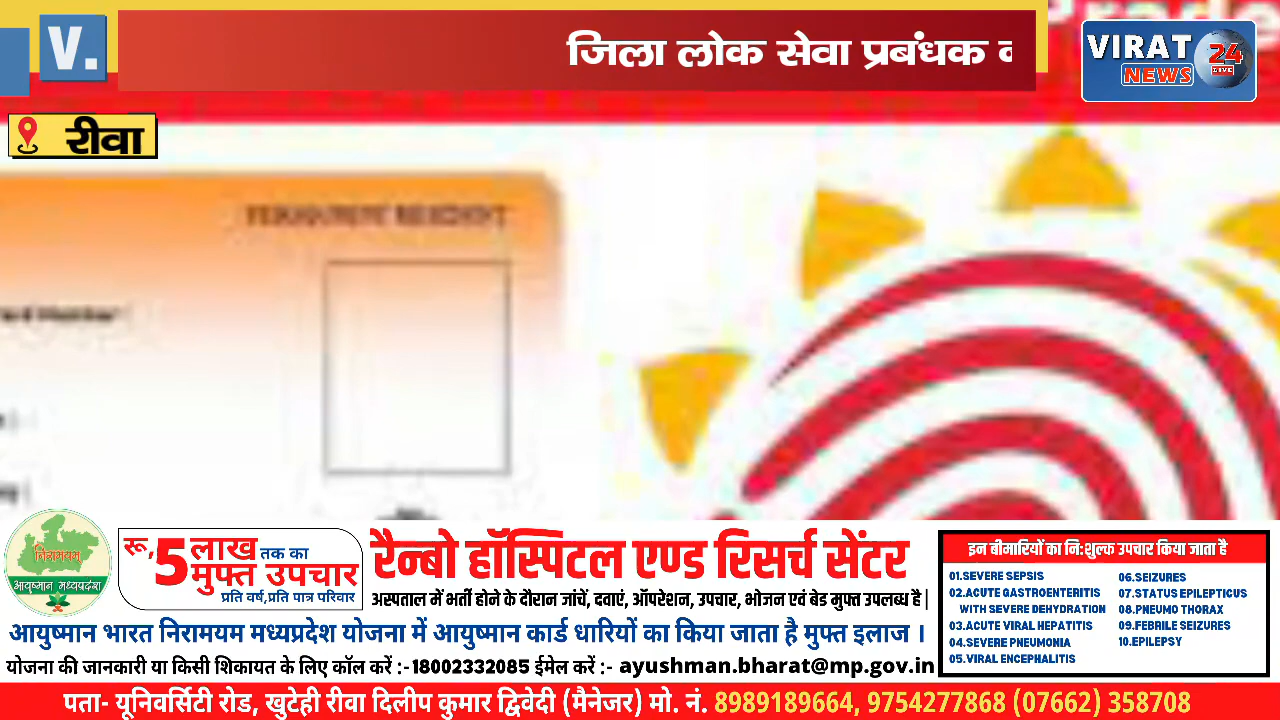 V.
जिला लोक सेवा प्रबंधक
VIRAT
24
LIVE
NEWS
रीवा
PERMANENT RESIDENT
निरामयम्
आयुष्मान मध्यप्रदेश
रू, 5 लाख तक का
मुफ्त उपचार
प्रति वर्ष,प्रति पात्र परिवार
रैन्बो हॉस्पिटल एण्ड रिसर्च सेंटर
अस्पताल में भर्ती होने के दौरान जांचें, दवाएं, ऑपरेशन, उपचार, भोजन एवं बेड मुफ्त उपलब्ध है |
आयुष्मान भारत निरामयम मध्यप्रदेश योजना में आयुष्मान कार्ड धारियों का किया जाता है मुफ्त इलाज ।
योजना की जानकारी या किसी शिकायत के लिए कॉल करें :-18002332085 ईमेल करें :- ayushman.bharat@mp.gov.in
इन बीमारियों का नि:शुल्क उपचार किया जाता है
01.SEVERE SEPSIS
02.ACUTE GASTROENTERITIS
WITH SEVERE DEHYDRATION
03.ACUTE VIRAL HEPATITIS
04.SEVERE PNEUMONIA
05.VIRAL ENCEPHALITIS
06.SEIZURES
07.STATUS EPILEPTICUS
08.PNEUMO THORAX
09.FEBRILE SEIZURES
10.EPILEPSY
पता- यूनिवर्सिटी रोड, खुटेही रीवा दिलीप कुमार द्विवेदी (मैनेजर) मो. नं. 8989189664, 9754277868 (07662) 358708